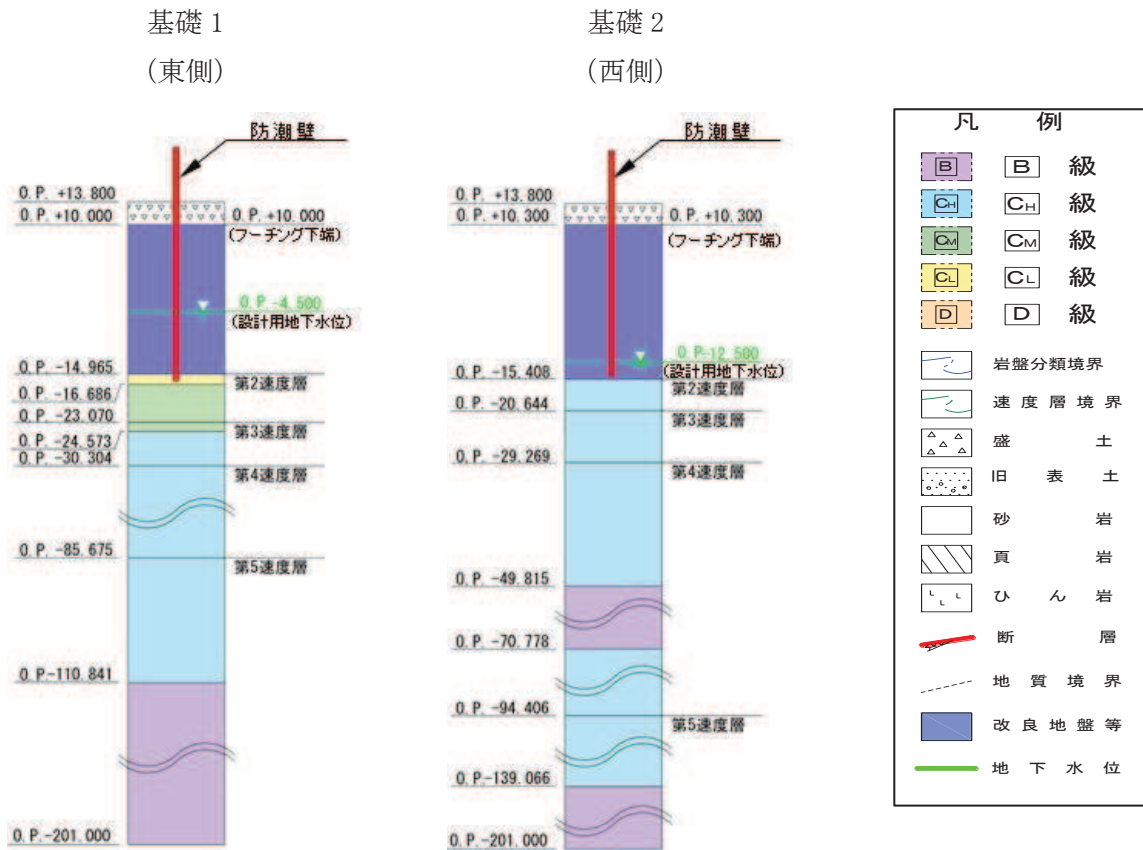 基礎 1
(東側)
防潮壁
O.P. +13.800
O.P. +10.000
O.P. +10.000
(フーチング下端)
O.P.-4.500
(設計用地下水位)
O.P. -14.965
第2速度層
O.P. -16.686
O.P. -23.070
第3速度層
O.P. -24.573
O.P. -30.304
第4速度層
O.P. -85.675
第5速度層
O.P-110.841
O.P.-201.000
基礎 2
(西側)
防潮壁
O.P. +13.800
O.P. +10.300
O.P. +10.300
(フーチング下端)
O.P-12.500
(設計用地下水位)
O.P. -15.408
第2速度層
O.P. -20.644
第3速度層
O.P. -29.269
第4速度層
O.P. -49.815
O.P. -70.778
O.P. -94.406
第5速度層
O.P-139.066
O.P.-201.000
凡 例
B B 級
CH CH 級
CM CM 級
CL CL 級
D D 級
岩盤分類境界
速度層境界
盛 土
旧 表 土
砂 岩
頁 岩
ひ ん 岩
断 層
地 質 境 界
改 良 地 盤 等
地 下 水 位